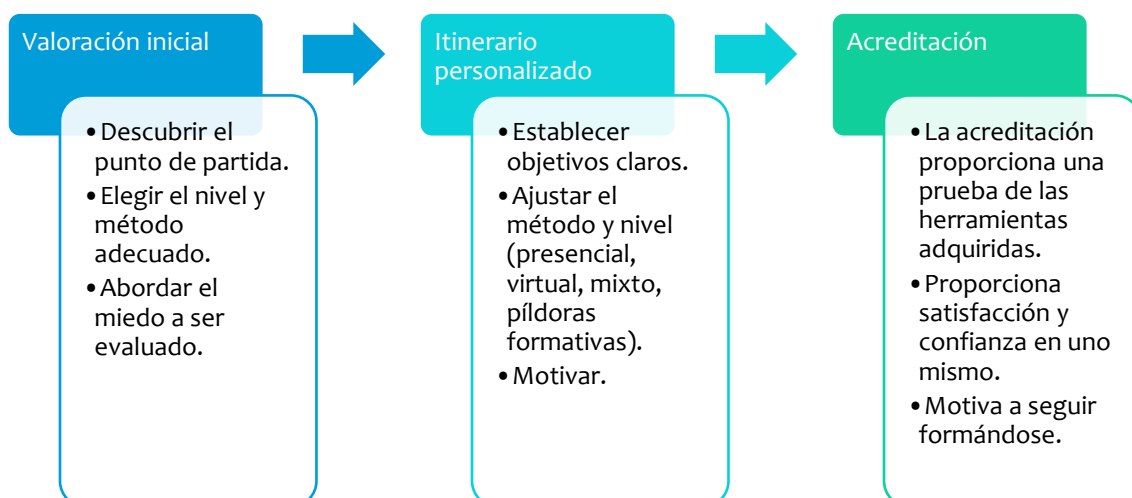 Valoración inicial
• Descubrir el
punto de partida.
• Elegir el nivel y
método
adecuado.
• Abordar el
miedo a ser
evaluado.
Itinerario
personalizado
• Establecer
objetivos claros.
• Ajustar el
método y nivel
(presencial,
virtual, mixto,
píldoras
formativas).
• Motivar.
Acreditación
• La acreditación
proporciona una
prueba de las
herramientas
adquiridas.
• Proporciona
satisfacción y
confianza en uno
mismo.
• Motiva a seguir
formándose.